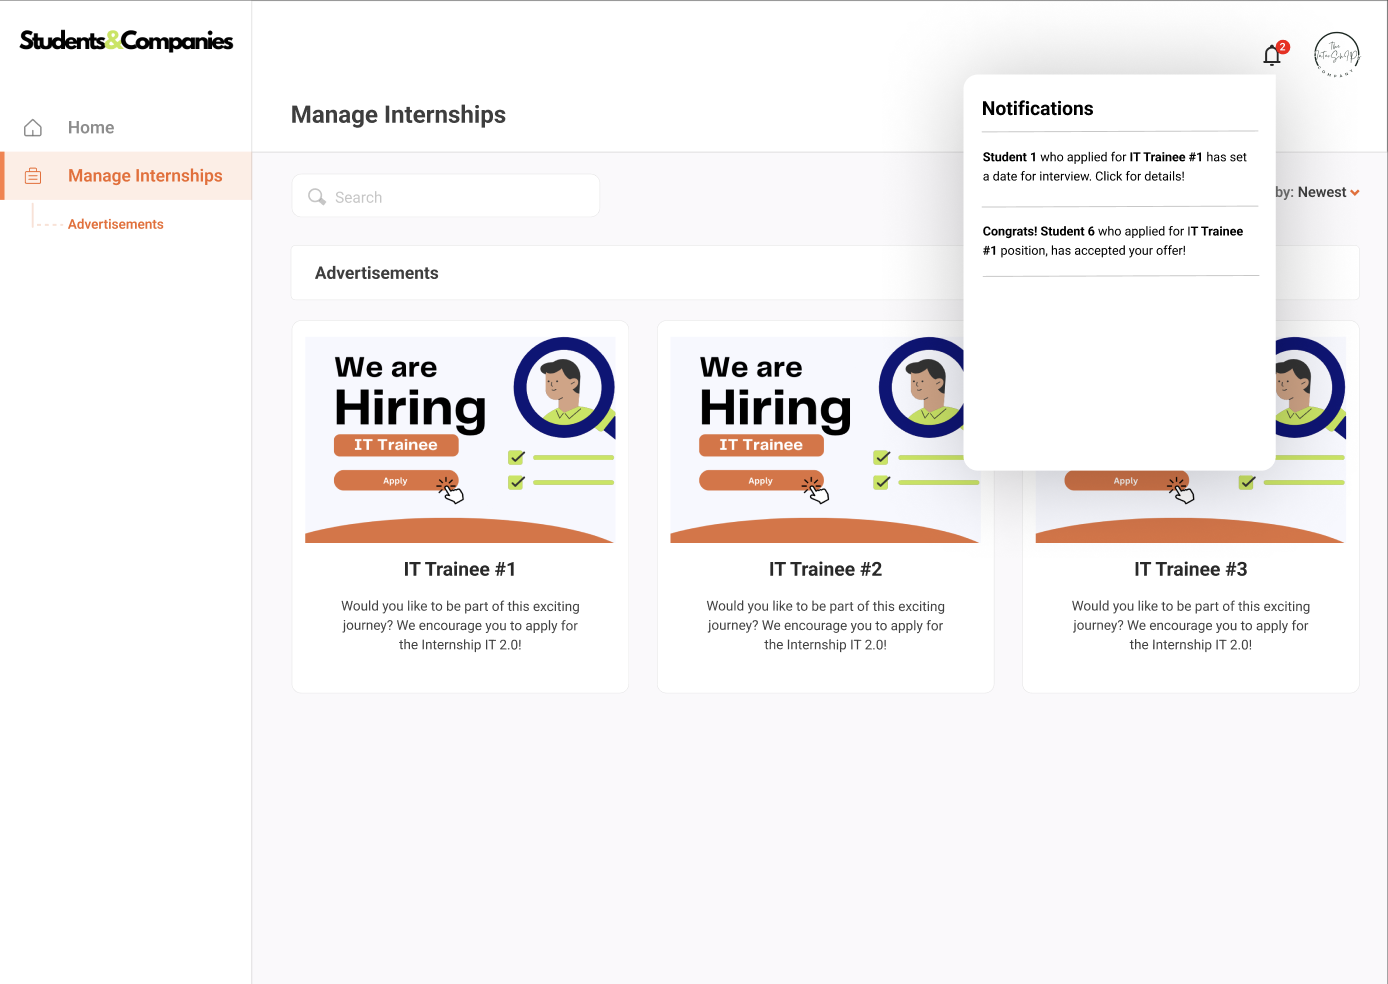 Students&Companies
2
The
InTernShIP
COMPANY
Home
Manage Internships
Advertisements
Manage Internships
Notifications
Student 1 who applied for IT Trainee #1 has set
a date for interview. Click for details!
Congrats! Student 6 who applied for IT Trainee
#1 position, has accepted your offer!
Search
by: Newest
Advertisements
We are
Hiring
IT Trainee
Apply
IT Trainee #1
Would you like to be part of this exciting
journey? We encourage you to apply for
the Internship IT 2.0!
We are
Hiring
IT Trainee
Apply
IT Trainee #2
Would you like to be part of this exciting
journey? We encourage you to apply for
the Internship IT 2.0!
Apply
IT Trainee #3
Would you like to be part of this exciting
journey? We encourage you to apply for
the Internship IT 2.0!